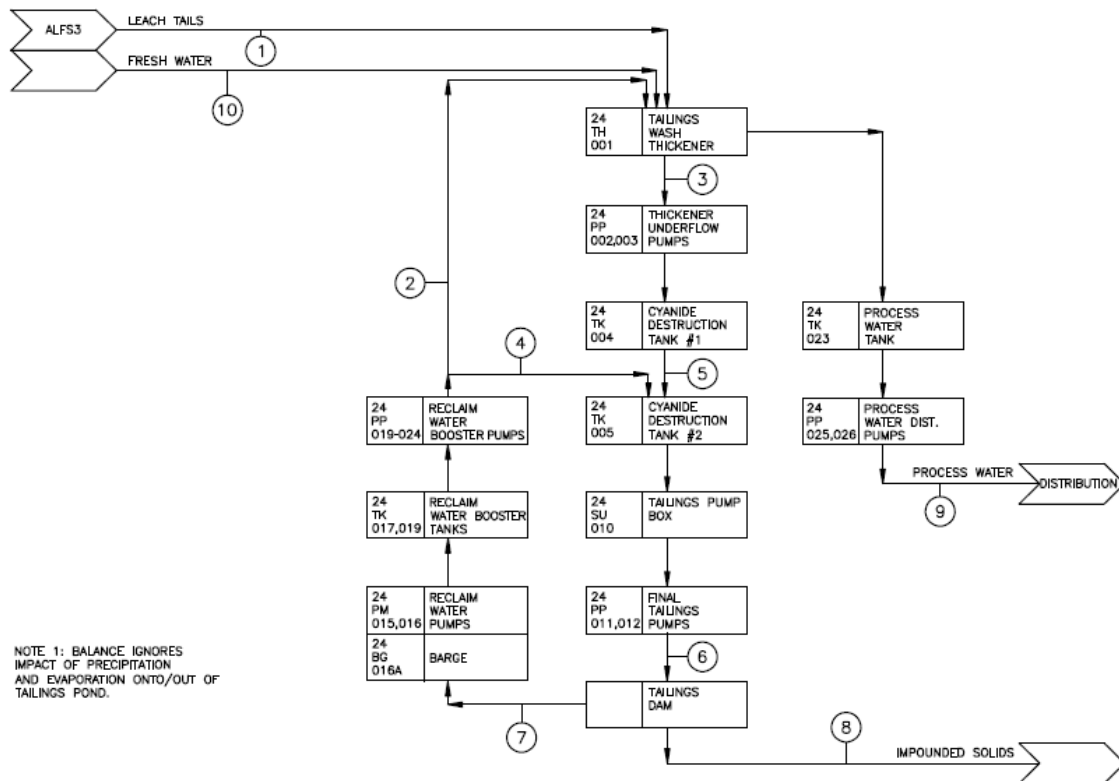 ALFS3
LEACH TAILS
1
FRESH WATER
10
24
TH
001
TAILINGS
WASH
THICKENER
3
24
PP
002,003
THICKENER
UNDERFLOW
PUMPS
2
24
TK
004
CYANIDE
DESTRUCTION
TANK #1
24
TK
023
PROCESS
WATER
TANK
4
5
24
PP
019-024
RECLAIM
WATER
BOOSTER PUMPS
24
TK
005
CYANIDE
DESTRUCTION
TANK #2
24
PP
025,026
PROCESS
WATER DIST.
PUMPS
PROCESS WATER
DISTRIBUTION
9
24
TK
017,019
RECLAIM
WATER BOOSTER
TANKS
24
SU
010
TAILINGS PUMP
BOX
24
PM
015,016
RECLAIM
WATER
PUMPS
24
PP
011,012
FINAL
TAILINGS
PUMPS
24
BG
016A
BARGE
6
NOTE 1: BALANCE IGNORES
IMPACT OF PRECIPITATION
AND EVAPORATION ONTO/OUT OF
TAILINGS POND.
TAILINGS
DAM
7
8
IMPOUNDED SOLIDS